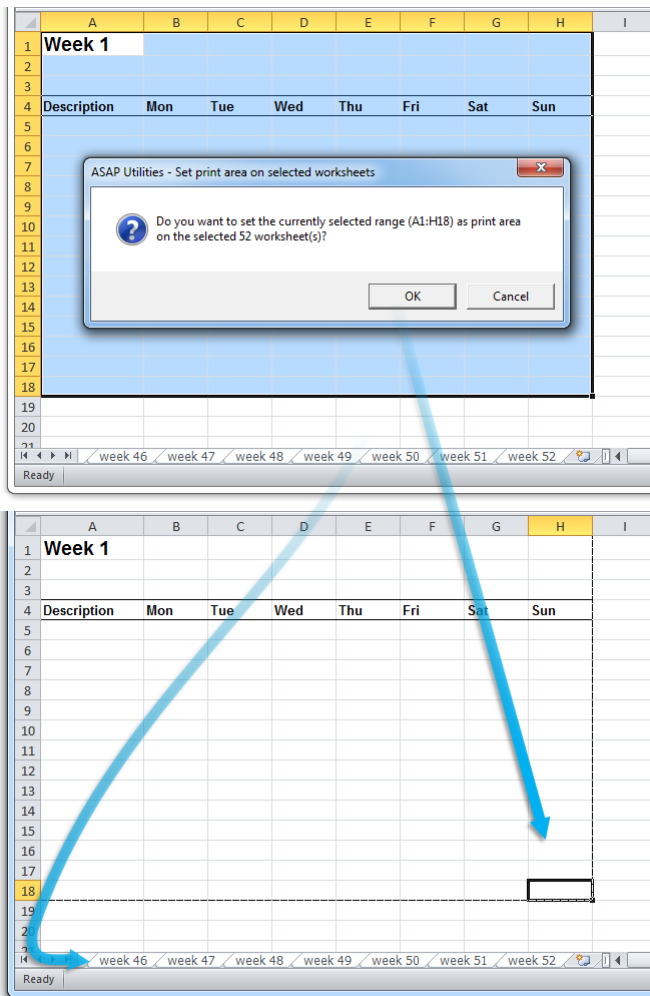 A B C D E F G H I
1 Week 1
2
3
4 Description Mon Tue Wed Thu Fri Sat Sun
5
6
7
8
9
10
11
12
13
14
15
16
17
18
19
20
21
ASAP Utilities - Set print area on selected worksheets
Do you want to set the currently selected range (A1:H18) as print area
on the selected 52 worksheet(s)?
OK Cancel
week 46 week 47 week 48 week 49 week 50 week 51 week 52
Ready
A B C D E F G H I
1 Week 1
2
3
4 Description Mon Tue Wed Thu Fri Sat Sun
5
6
7
8
9
10
11
12
13
14
15
16
17
18
19
20
week 46 week 47 week 48 week 49 week 50 week 51 week 52
Ready